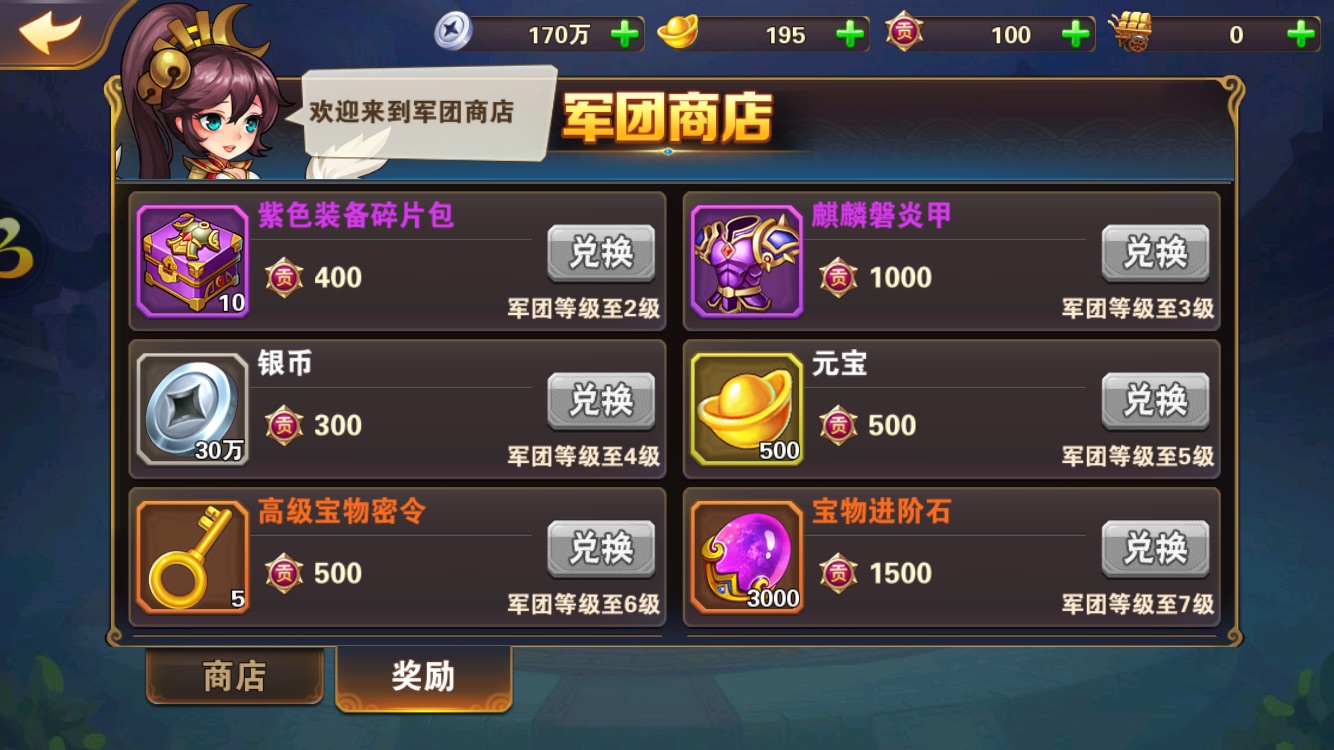 170万
195
贡
100
0
欢迎来到军团商店
军团商店
紫色装备碎片包
10
贡 400
兑换
军团等级至2级
麒麟磐炎甲
贡 1000
兑换
军团等级至3级
银币
30万
贡 300
兑换
军团等级至4级
元宝
500
贡 500
兑换
军团等级至5级
高级宝物密令
5
贡 500
兑换
军团等级至6级
宝物进阶石
3000
贡 1500
兑换
军团等级至7级
商店
奖励